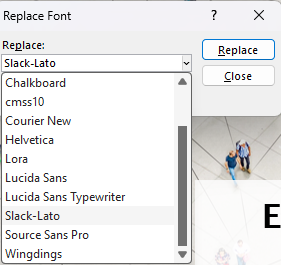 Replace Font
?
Replace:
Slack-Lato
Replace
Close
Chalkboard
cmss10
Courier New
Helvetica
Lora
Lucida Sans
Lucida Sans Typewriter
Slack-Lato
Source Sans Pro
Wingdings
E